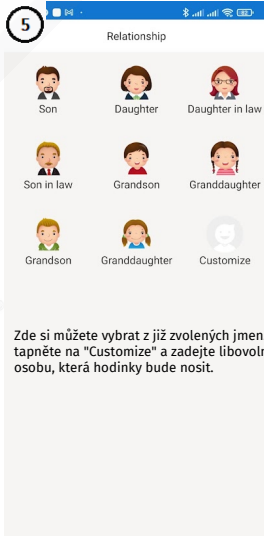 5
Relationship
Son Daughter Daughter in law
Son in law Grandson Granddaughter
Grandson Granddaughter Customize
Zde si můžete vybrat z již zvolených jmen
tapněte na "Customize" a zadejte libovoln
osobu, která hodinky bude nosit.